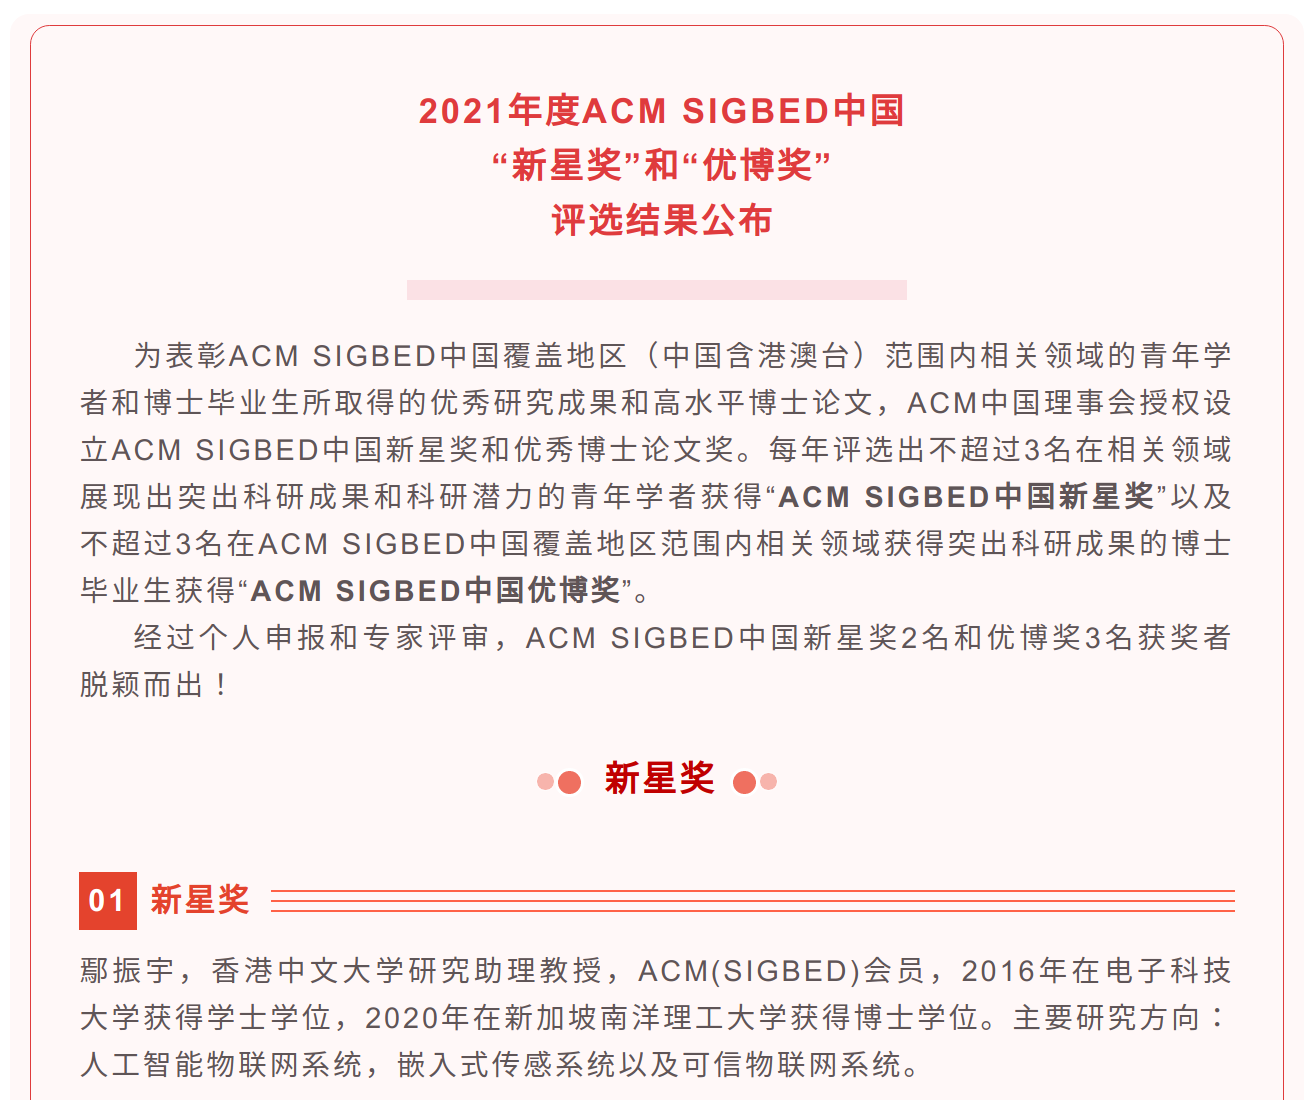 2021年度ACM SIGBED中国
“新星奖”和“优博奖”
评选结果公布
为表彰ACM SIGBED中国覆盖地区（中国含港澳台）范围内相关领域的青年学
者和博士毕业生所取得的优秀研究成果和高水平博士论文，ACM中国理事会授权设
立ACM SIGBED中国新星奖和优秀博士论文奖。每年评选出不超过3名在相关领域
展现出突出科研成果和科研潜力的青年学者获得“ACM SIGBED中国新星奖”以及
不超过3名在ACM SIGBED中国覆盖地区范围内相关领域获得突出科研成果的博士
毕业生获得“ACM SIGBED中国优博奖”。
经过个人申报和专家评审，ACM SIGBED中国新星奖2名和优博奖3名获奖者
脱颖而出！
新星奖
01 新星奖
鄢振宇，香港中文大学研究助理教授，ACM(SIGBED)会员，2016年在电子科技
大学获得学士学位，2020年在新加坡南洋理工大学获得博士学位。主要研究方向：
人工智能物联网系统，嵌入式传感系统以及可信物联网系统。